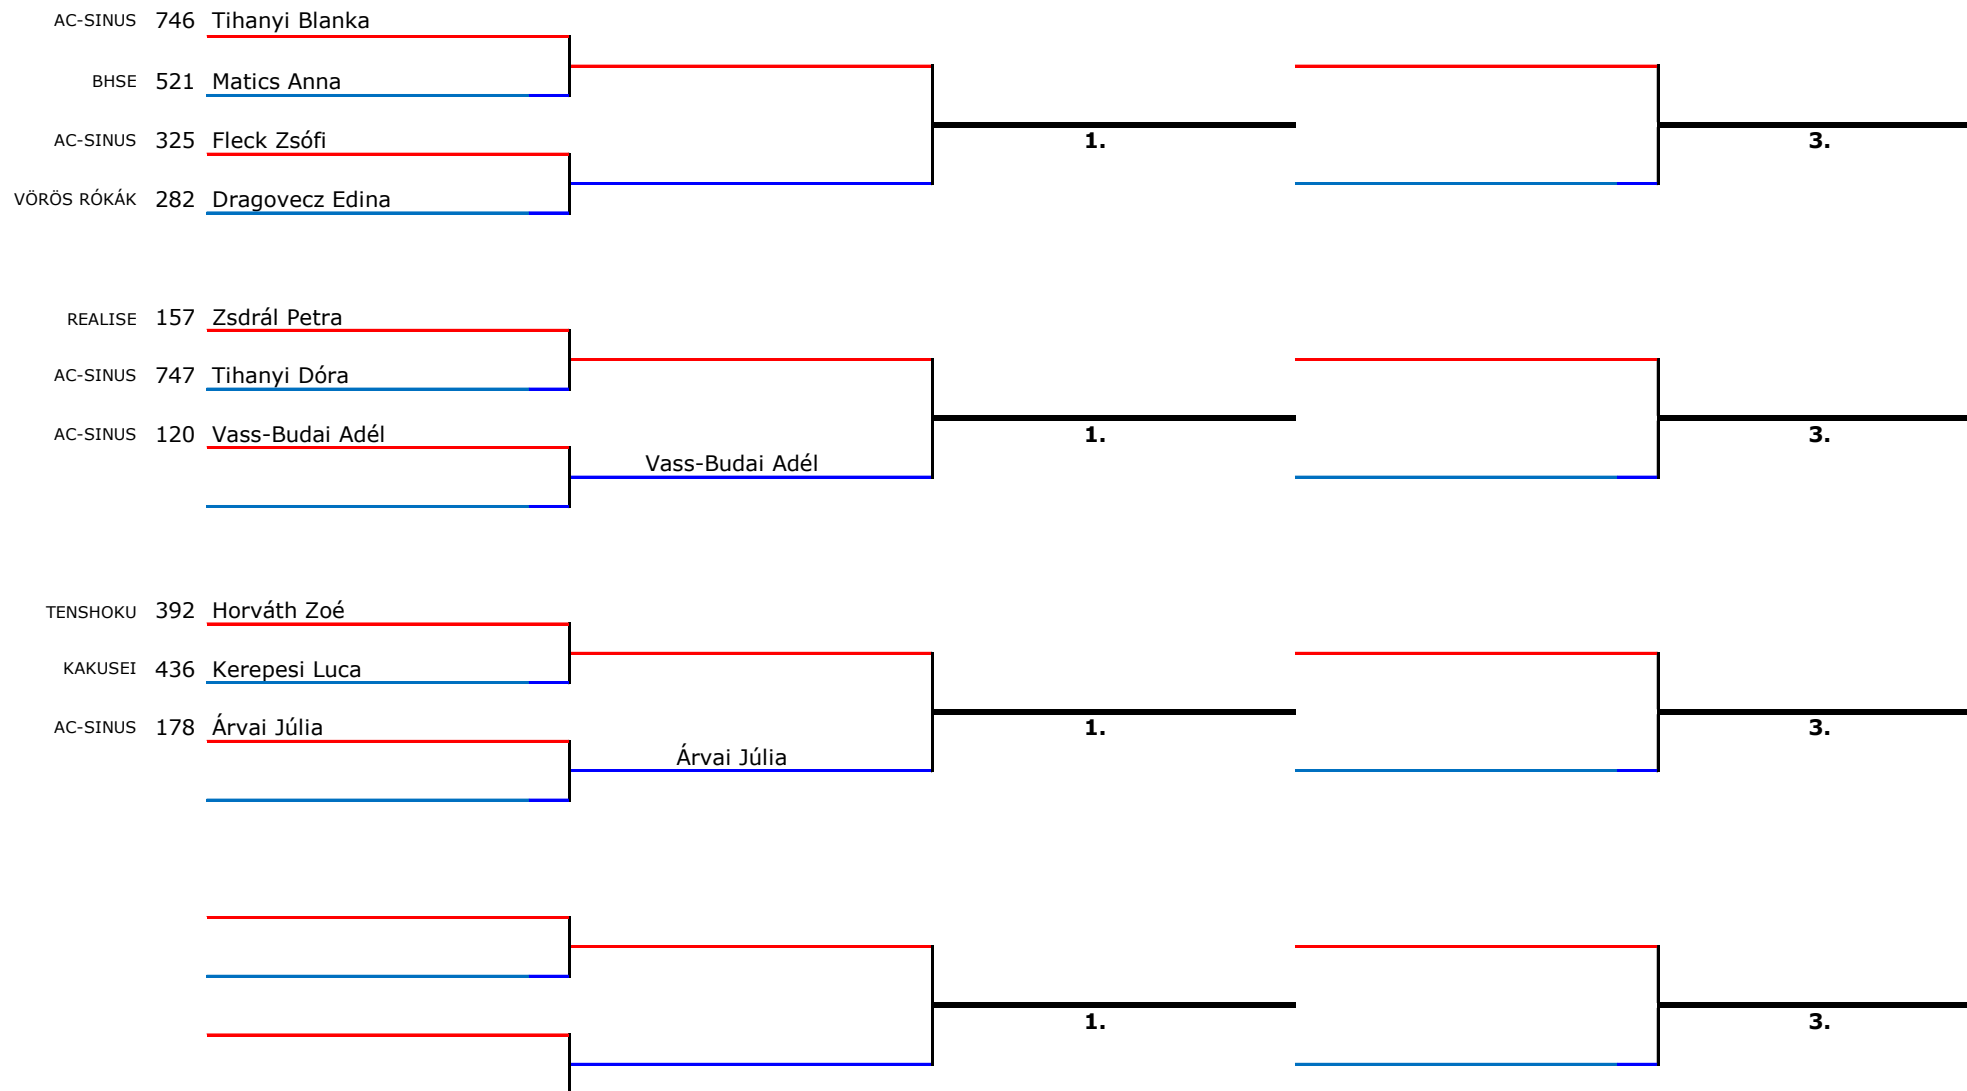 AC-SINUS 746 Tihanyi Blanka
BHSE 521 Matics Anna
AC-SINUS 325 Fleck Zsófi
1.
3.
VÖRÖS RÓKÁK 282 Dragovecz Edina
REALISE 157 Zsdrál Petra
AC-SINUS 747 Tihanyi Dóra
AC-SINUS 120 Vass-Budai Adél
1.
3.
Vass-Budai Adél
TENSHOKU 392 Horváth Zoé
KAKUSEI 436 Kerepesi Luca
AC-SINUS 178 Árvai Júlia
1.
3.
Árvai Júlia
1.
3.